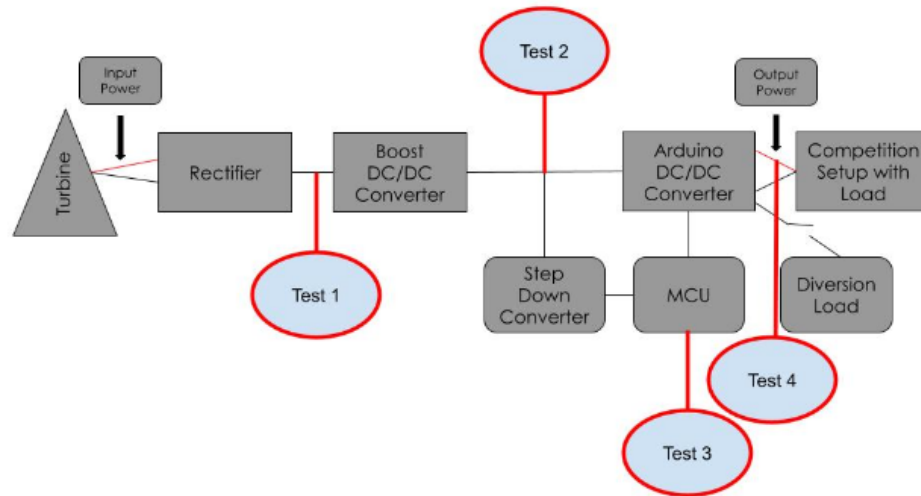 Test 2
Input
Power
Output
Power
Turbine
Rectifier
Boost
DC/DC
Converter
Arduino
DC/DC
Converter
Competition
Setup with
Load
Test 1
Step
Down
Converter
MCU
Diversion
Load
Test 4
Test 3